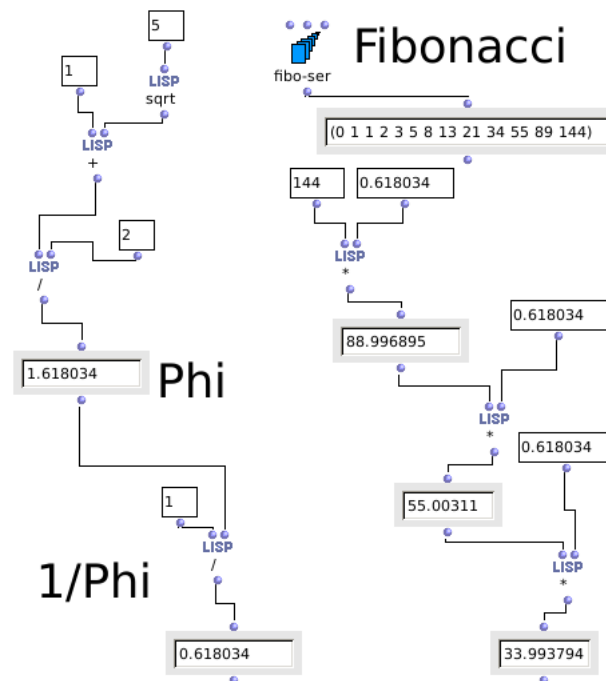 5
Fibonacci
1
LISP
sqrt
fibo-ser
LISP
+
(0 1 1 2 3 5 8 13 21 34 55 89 144)
144
0.618034
2
LISP
/
LISP
*
0.618034
88.996895
1.618034
Phi
LISP
*
0.618034
1
55.00311
LISP
/
LISP
*
1/Phi
0.618034
33.993794